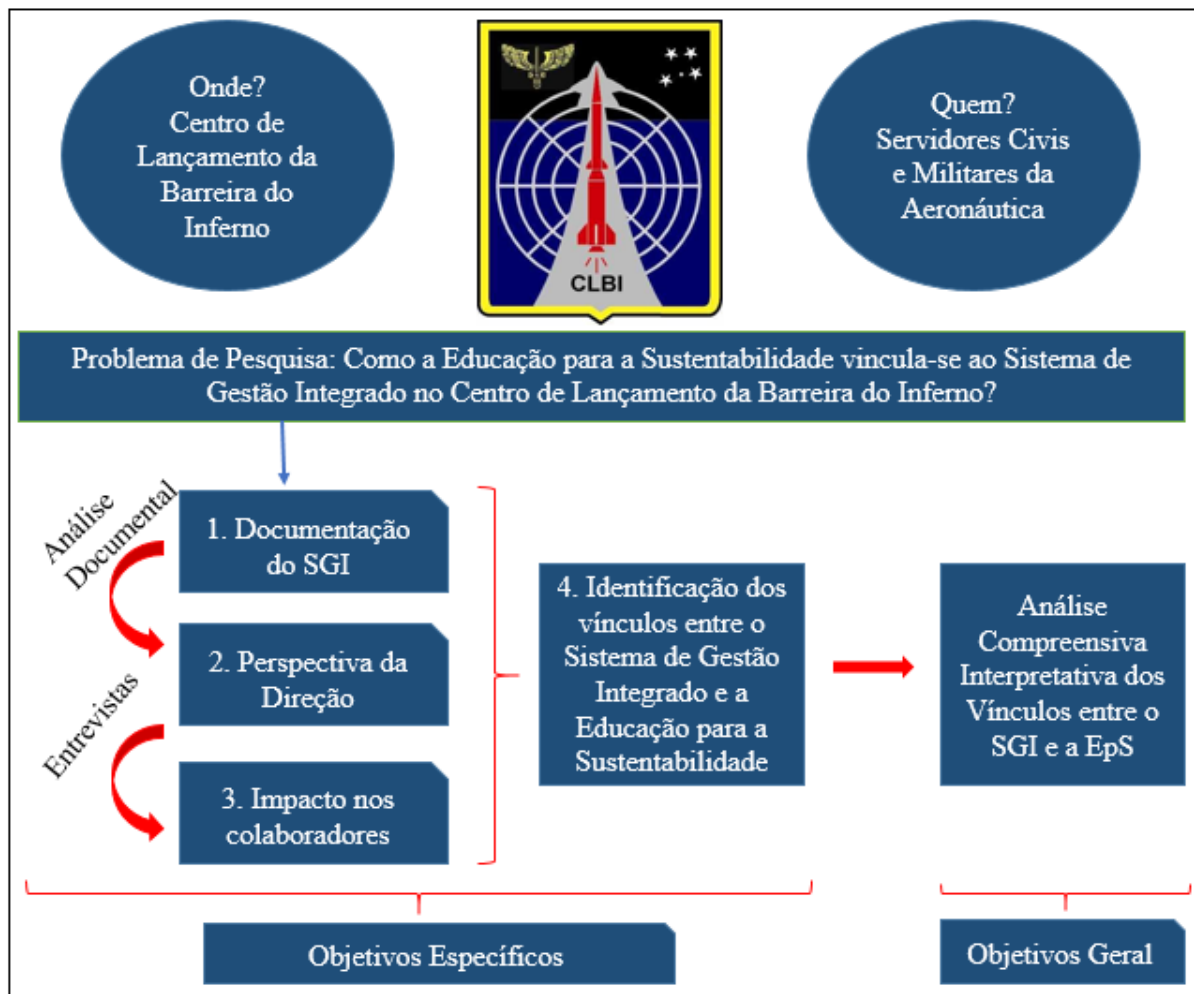 Onde?
Centro de
Lançamento da
Barreira do
Inferno
CLBI
Quem?
Servidores Civis
e Militares da
Aeronáutica
Problema de Pesquisa: Como a Educação para a Sustentabilidade vincula-se ao Sistema de
Gestão Integrado no Centro de Lançamento da Barreira do Inferno?
Análise
Documental
Entrevistas
1. Documentação
do SGI
2. Perspectiva da
Direção
3. Impacto nos
colaboradores
4. Identificação dos
vínculos entre o
Sistema de Gestão
Integrado e a
Educação para a
Sustentabilidade
Análise
Compreensiva
Interpretativa dos
Vínculos entre o
SGI e a EpS
Objetivos Específicos
Objetivos Geral